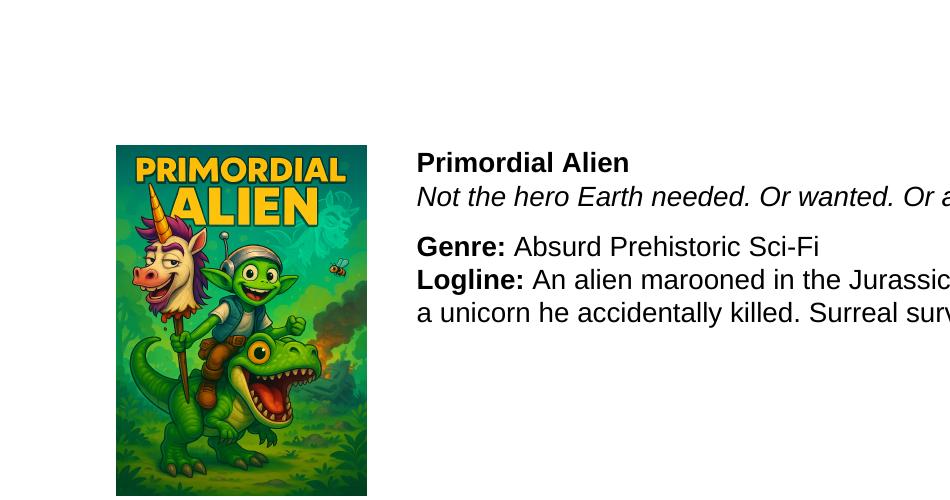 PRIMORDIAL
ALIEN
Primordial Alien
Not the hero Earth needed. Or wanted. Or a
Genre: Absurd Prehistoric Sci-Fi
Logline: An alien marooned in the Jurassic
a unicorn he accidentally killed. Surreal surv